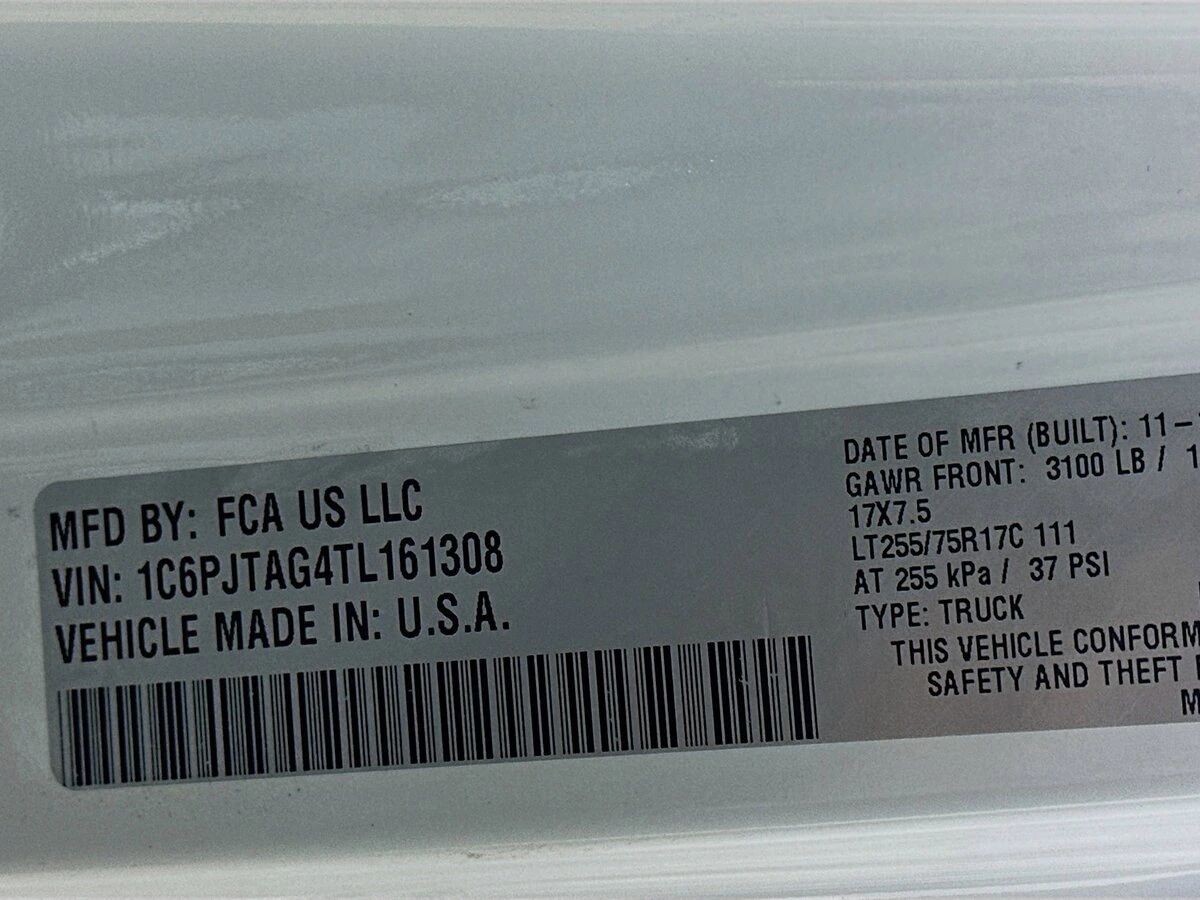 MFD BY: FCA US LLC
VIN: 1C6PJTAG4TL161308
VEHICLE MADE IN: U.S.A.
DATE OF MFR (BUILT): 11-
GAWR FRONT: 3100 LB / 1
17X7.5
LT255/75R17C 111
AT 255 kPa / 37 PSI
TYPE: TRUCK
THIS VEHICLE CONFORM
SAFETY AND THEFT
M